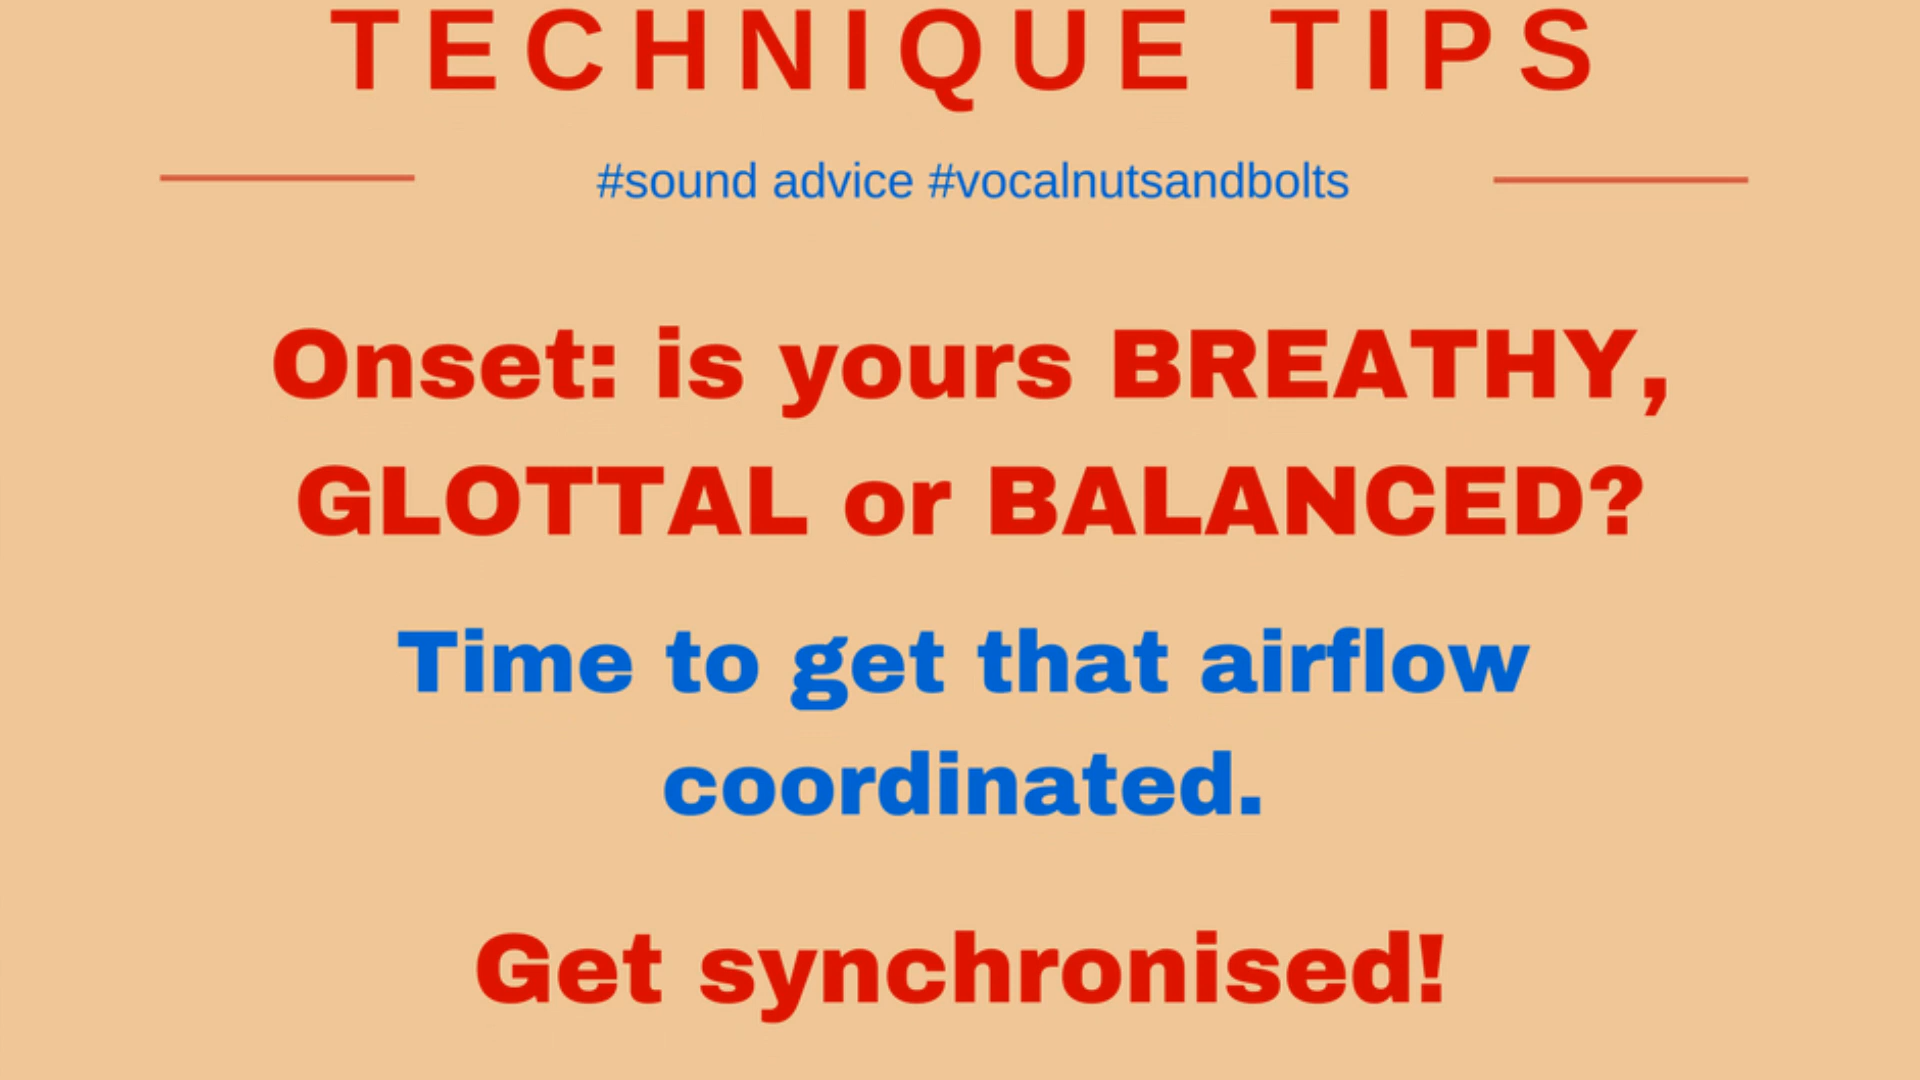 TECHNIQUE TIPS
#sound advice #vocalnutsandbolts
Onset: is yours BREATHY,
GLOTTAL or BALANCED?
Time to get that airflow
coordinated.
Get synchronised!